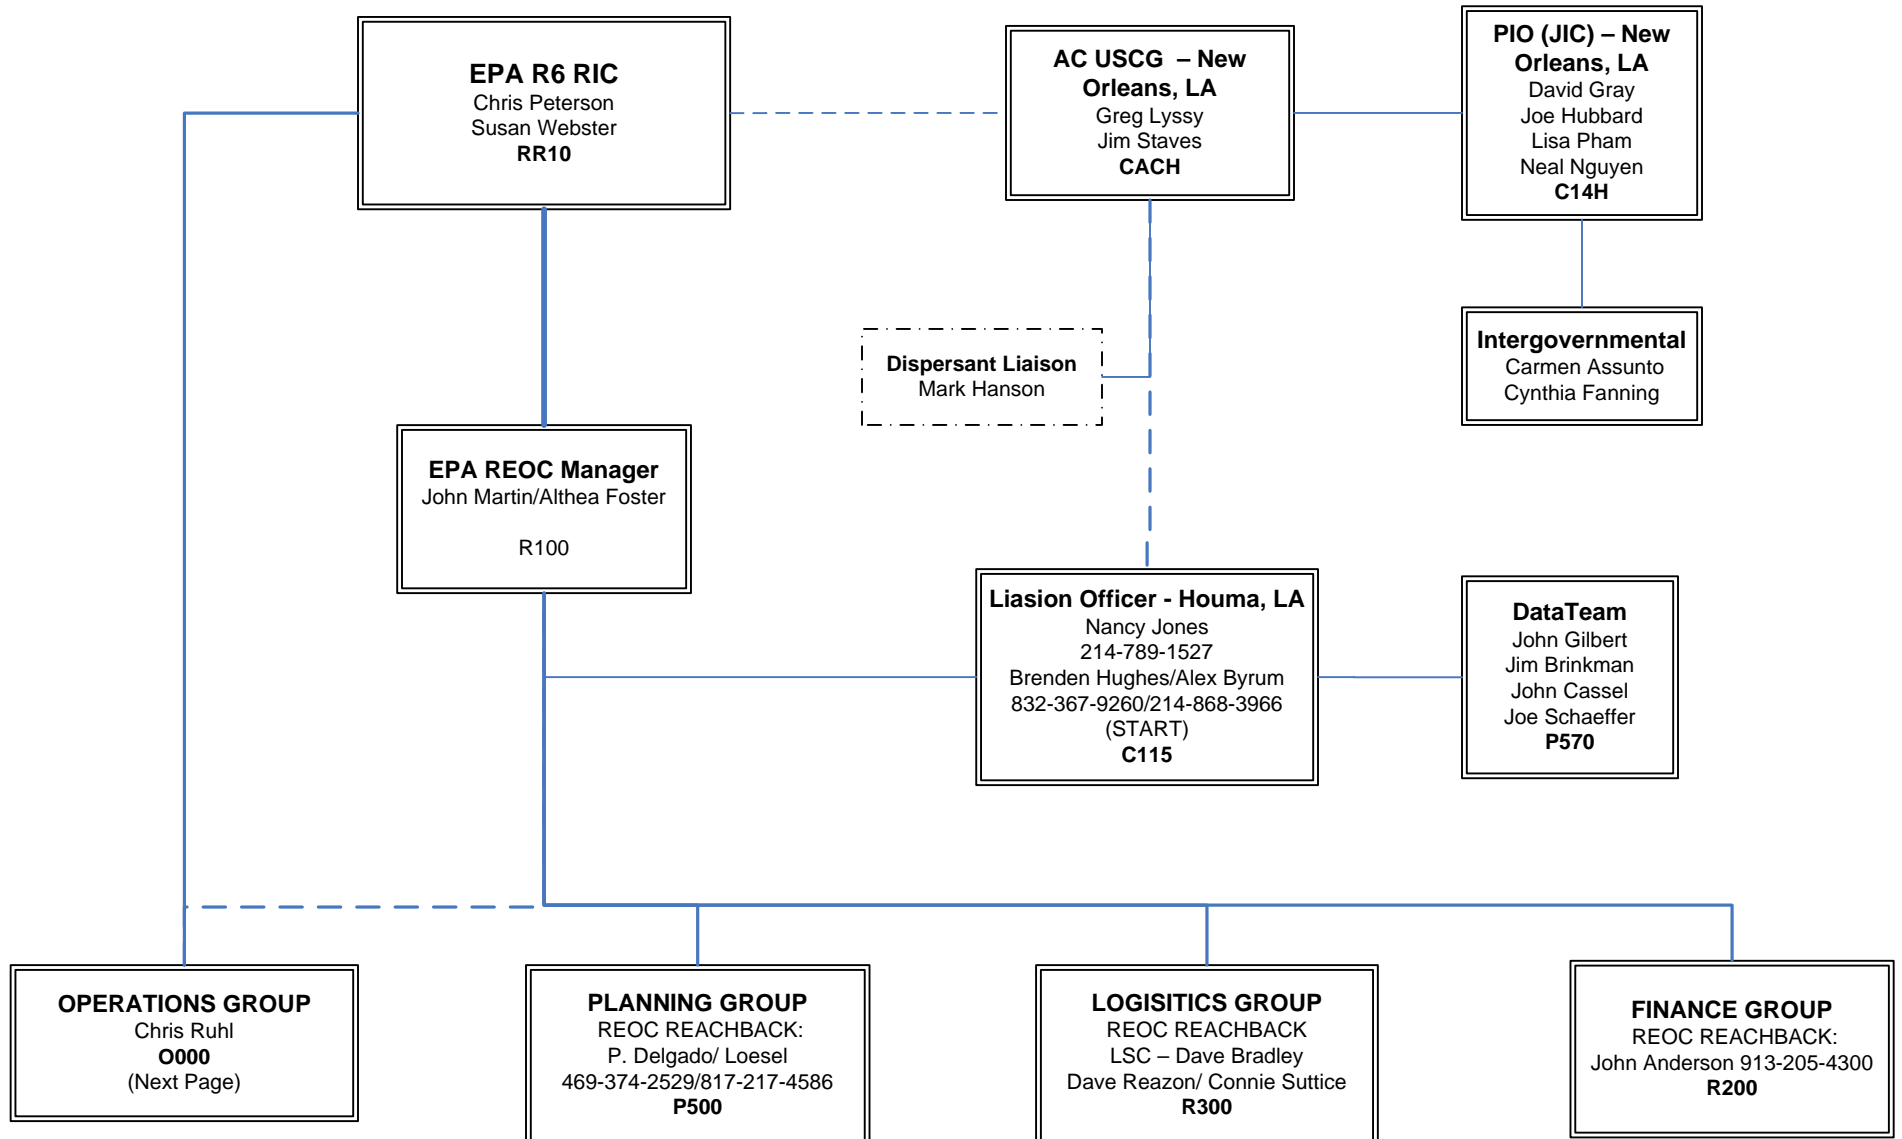 EPA R6 RIC
Chris Peterson
Susan Webster
RR10
AC USCG – New
Orleans, LA
Greg Lyssy
Jim Staves
CACH
PIO (JIC) – New
Orleans, LA
David Gray
Joe Hubbard
Lisa Pham
Neal Nguyen
C14H
Dispersant Liaison
Mark Hanson
Intergovernmental
Carmen Assunto
Cynthia Fanning
EPA REOC Manager
John Martin/Althea Foster
R100
Liasion Officer - Houma, LA
Nancy Jones
214-789-1527
Brenden Hughes/Alex Byrum
832-367-9260/214-868-3966
(START)
C115
DataTeam
John Gilbert
Jim Brinkman
John Cassel
Joe Schaeffer
P570
OPERATIONS GROUP
Chris Ruhl
O000
(Next Page)
PLANNING GROUP
REOC REACHBACK:
P. Delgado/ Loesel
469-374-2529/817-217-4586
P500
LOGISITICS GROUP
REOC REACHBACK
LSC – Dave Bradley
Dave Reazon/ Connie Suttice
R300
FINANCE GROUP
REOC REACHBACK:
John Anderson 913-205-4300
R200